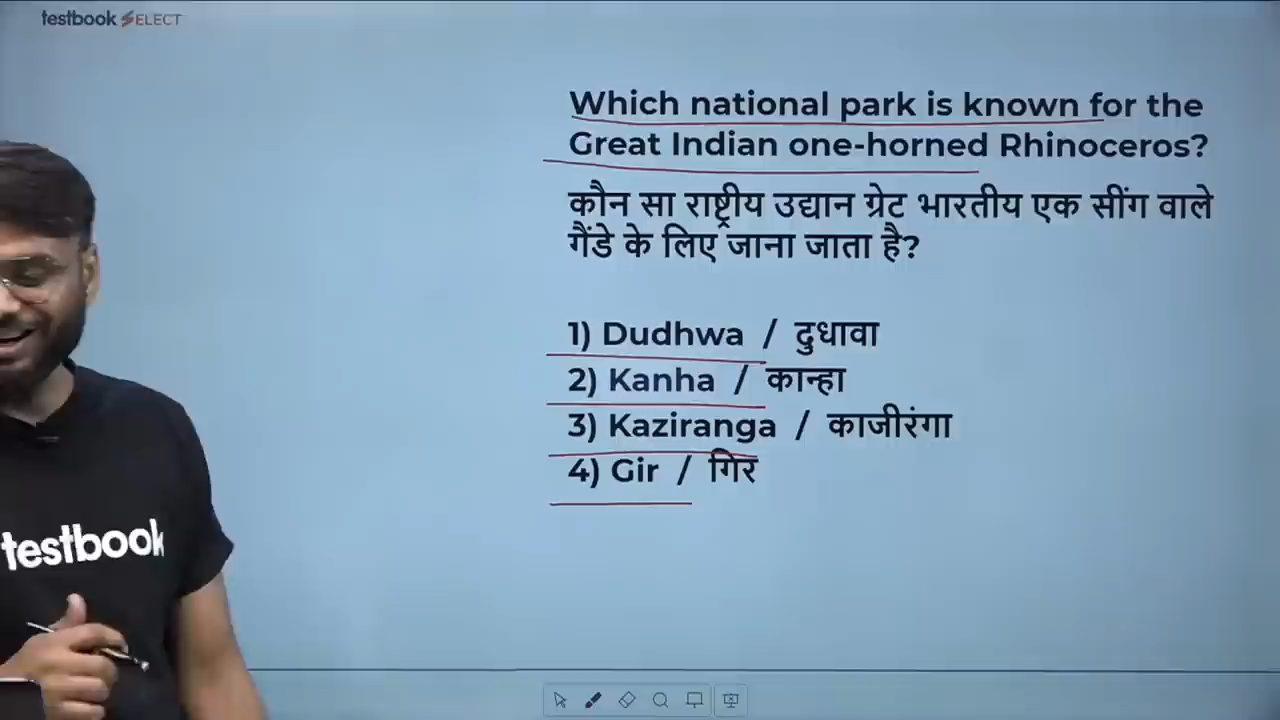 testbook SELECT
Which national park is known for the
Great Indian one-horned Rhinoceros?
कौन सा राष्ट्रीय उद्यान ग्रेट भारतीय एक सींग वाले
गैंडे के लिए जाना जाता है?
1) Dudhwa / दुधावा
2) Kanha / कान्हा
3) Kaziranga / काजीरंगा
4) Gir / गिर
testbook